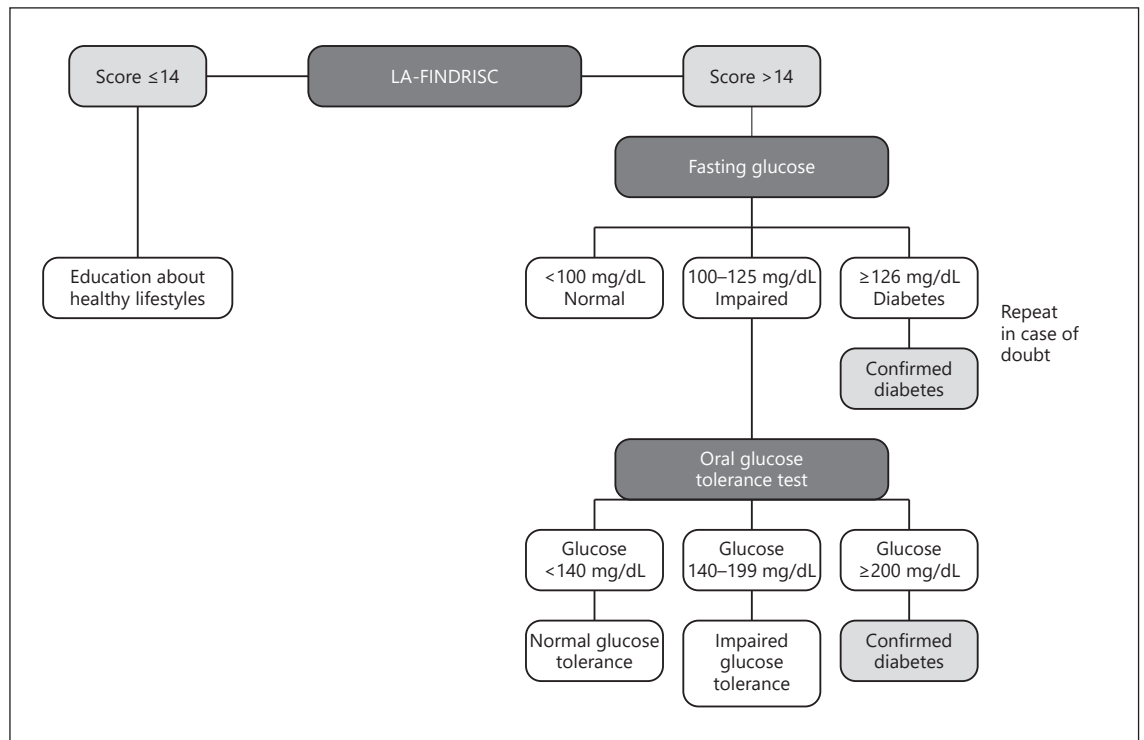 Score ≤14
LA-FINDRISC
Score >14
Fasting glucose
<100 mg/dL
Normal
100–125 mg/dL
Impaired
≥126 mg/dL
Diabetes
Repeat
in case of
doubt
Education about
healthy lifestyles
Confirmed
diabetes
Oral glucose
tolerance test
Glucose
<140 mg/dL
Glucose
140–199 mg/dL
Glucose
≥200 mg/dL
Normal glucose
tolerance
Impaired
glucose
tolerance
Confirmed
diabetes